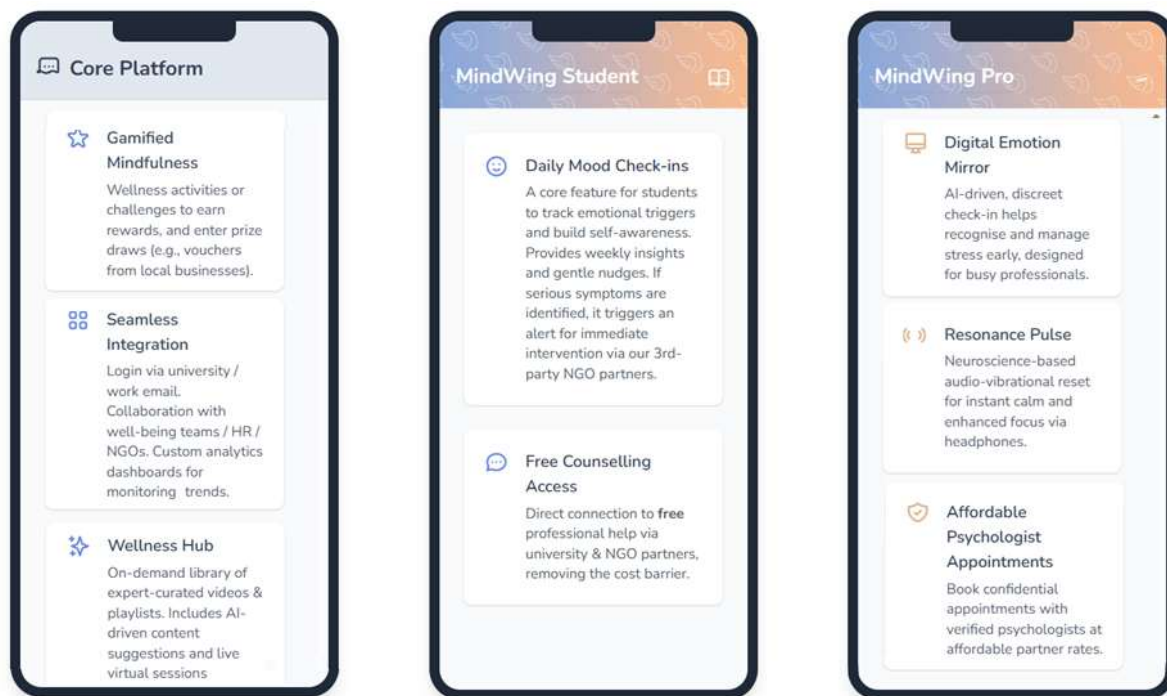 Core Platform
Gamified
Mindfulness
Wellness activities or
challenges to earn
rewards, and enter prize
draws (e.g., vouchers
from local businesses).
Seamless
Integration
Login via university /
work email.
Collaboration with
well-being teams / HR /
NGOs. Custom analytics
dashboards for
monitoring trends.
Wellness Hub
On-demand library of
expert-curated videos &
playlists. Includes AI-
driven content
suggestions and live
virtual sessions
MindWing Student
Daily Mood Check-ins
A core feature for students
to track emotional triggers
and build self-awareness.
Provides weekly insights
and gentle nudges. If
serious symptoms are
identified, it triggers an
alert for immediate
intervention via our 3rd-
party NGO partners.
Free Counselling
Access
Direct connection to free
professional help via
university & NGO partners,
removing the cost barrier.
MindWing Pro
Digital Emotion
Mirror
AI-driven, discreet
check-in helps
recognise and manage
stress early, designed
for busy professionals.
Resonance Pulse
Neuroscience-based
audio-vibrational reset
for instant calm and
enhanced focus via
headphones.
Affordable
Psychologist
Appointments
Book confidential
appointments with
verified psychologists at
affordable partner rates.